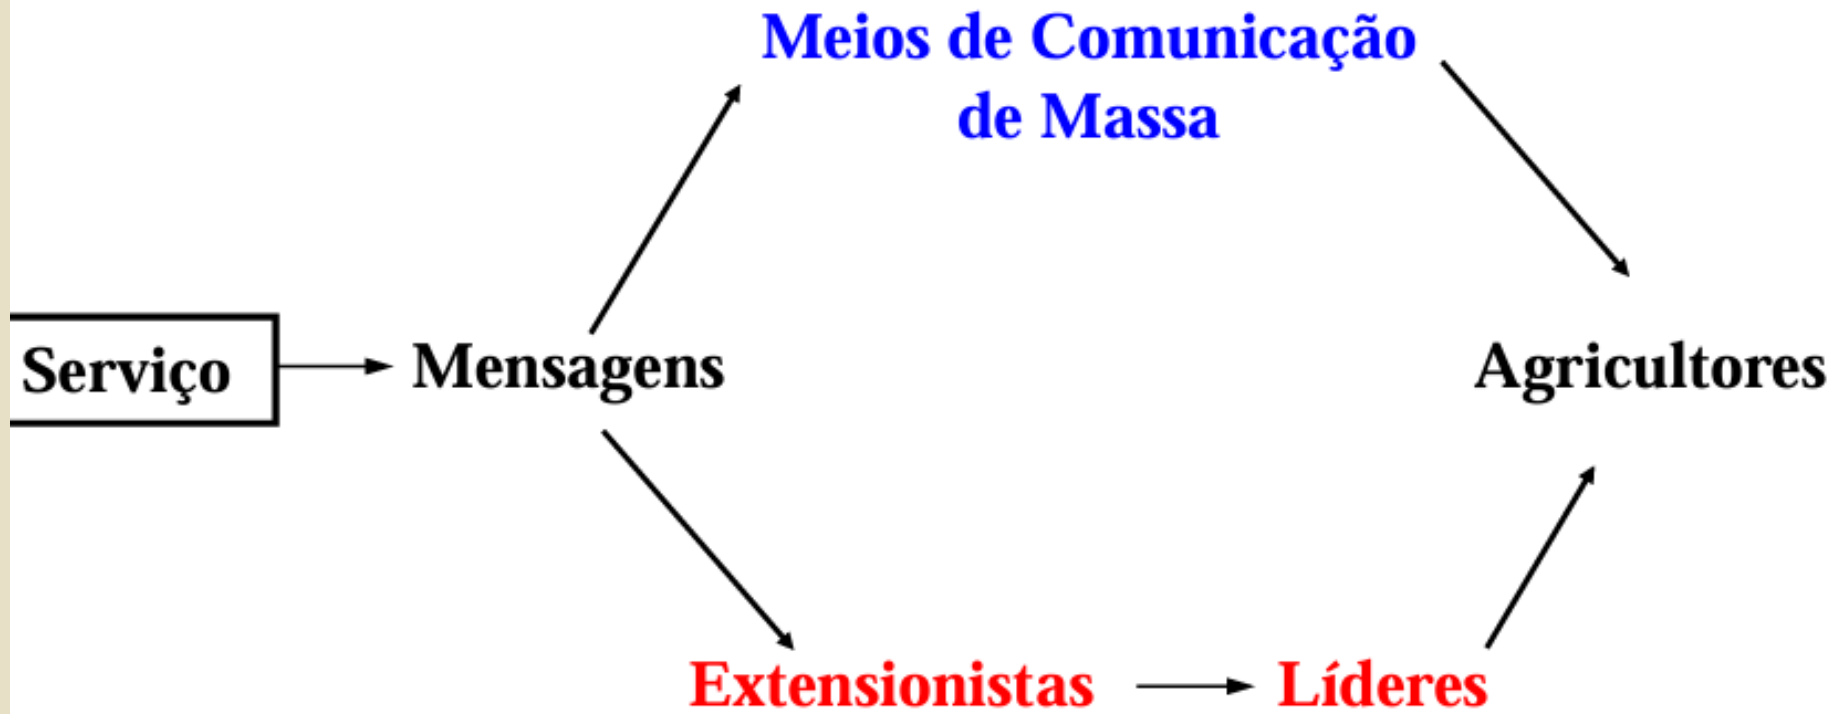 Meios de Comunicação
de Massa
Serviço
Mensagens
Agricultores
Extensionistas
Líderes